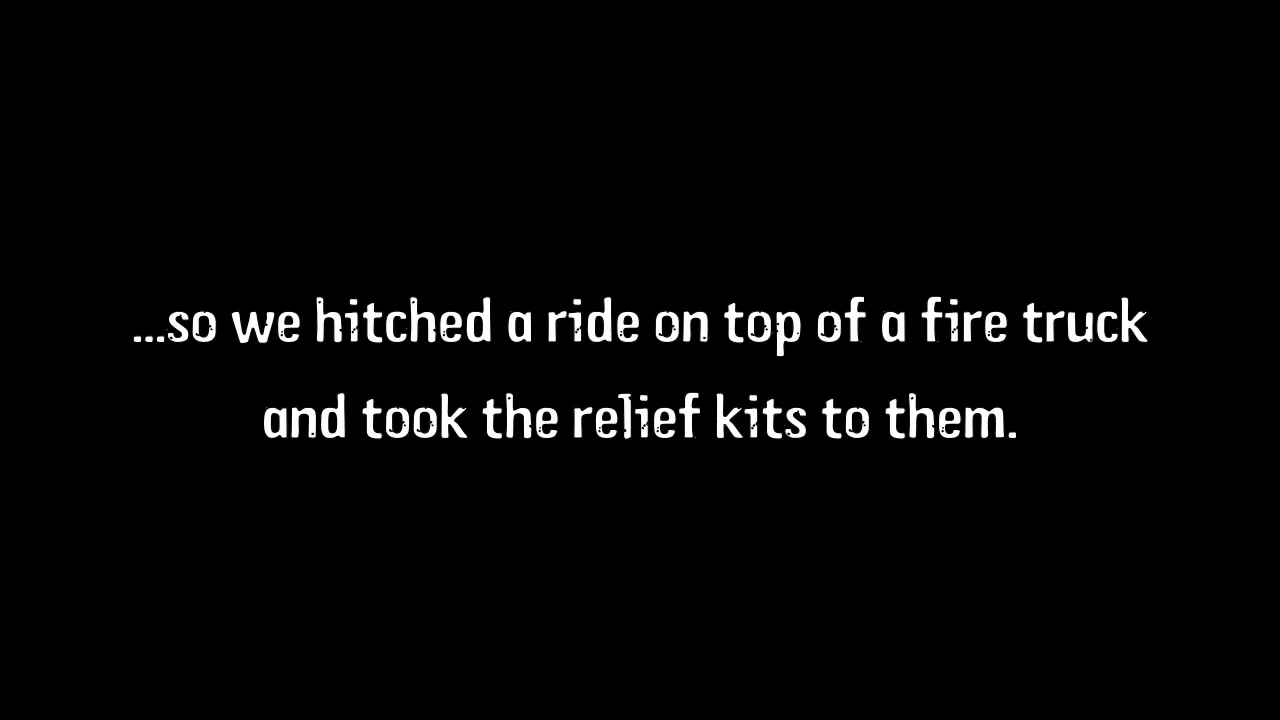 ...so we hitched a ride on top of a fire truck
and took the relief kits to them.